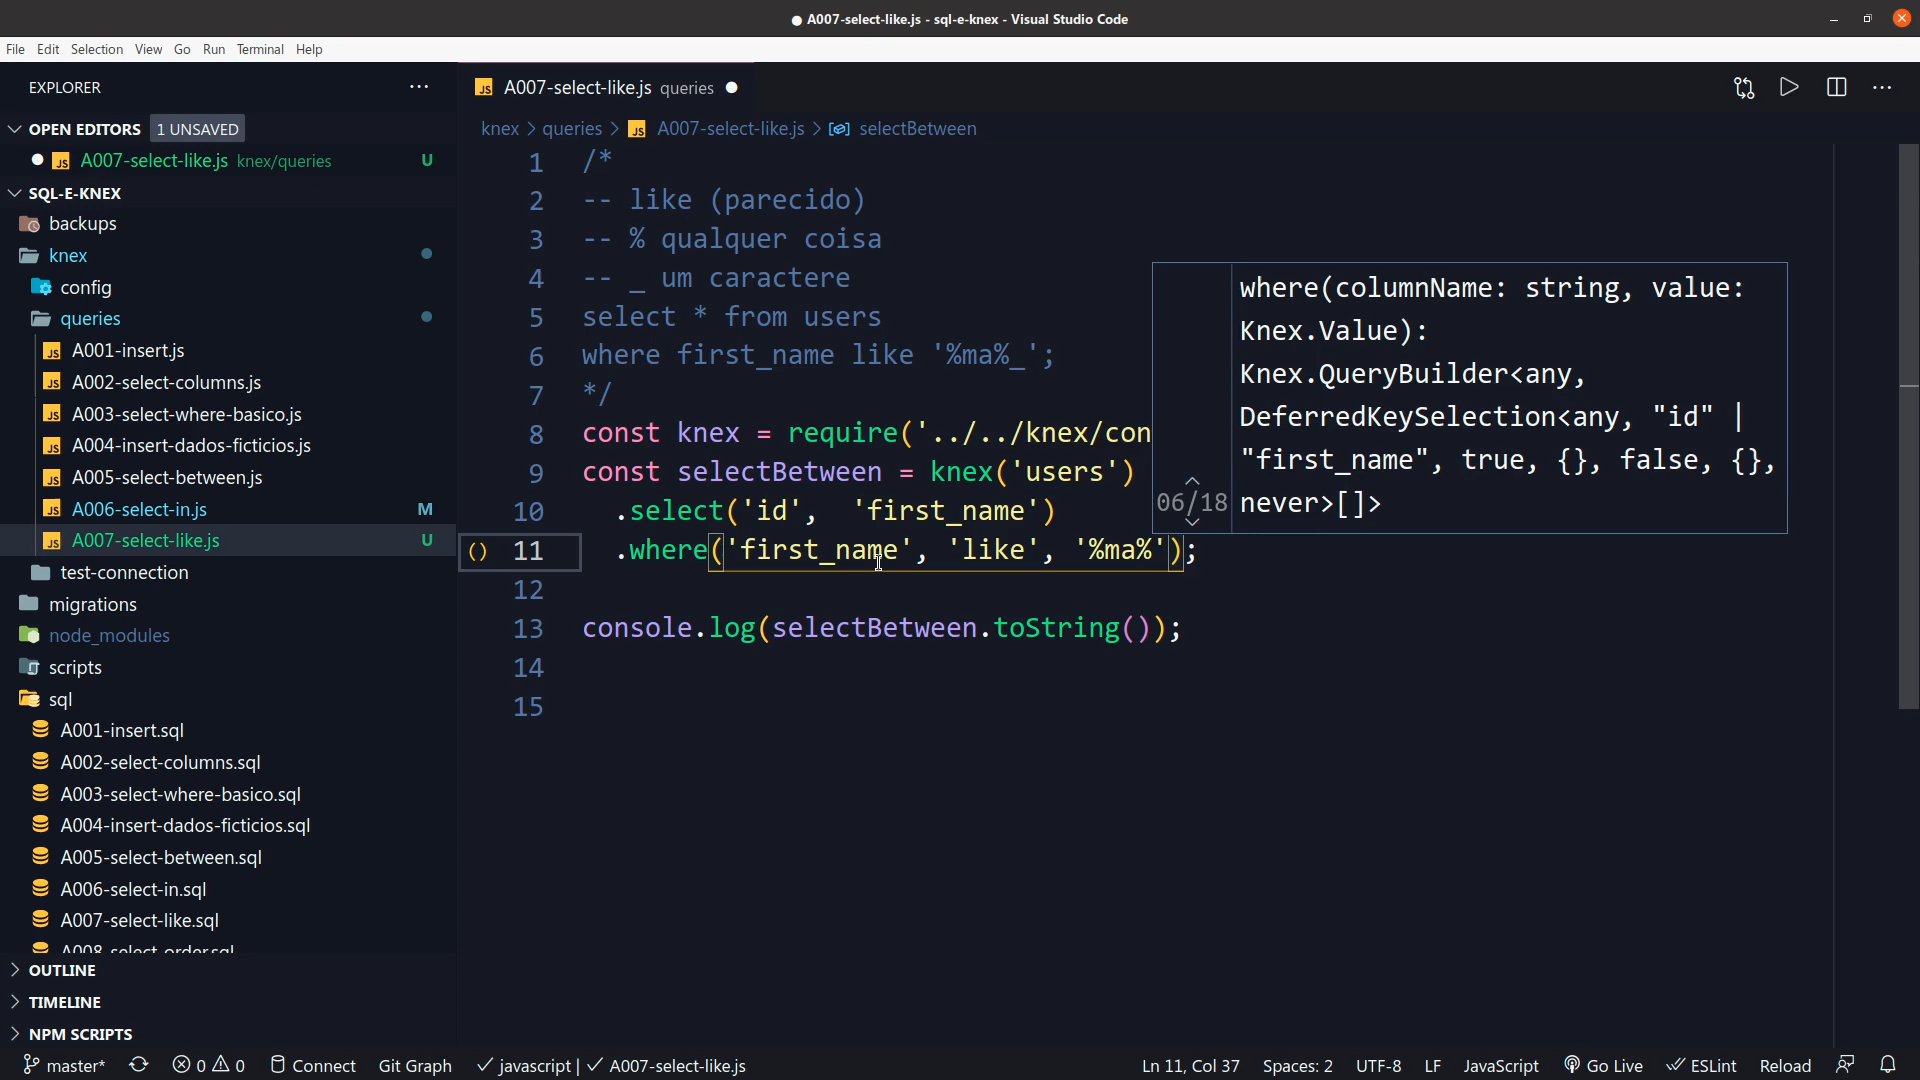 A007-select-like.js - sql-e-knex - Visual Studio Code
File Edit Selection View Go Run Terminal Help
EXPLORER
OPEN EDITORS 1 UNSAVED
A007-select-like.js knex/queries U
SQL-E-KNEX
backups
knex
config
queries
A001-insert.js
A002-select-columns.js
A003-select-where-basico.js
A004-insert-dados-ficticios.js
A005-select-between.js
A006-select-in.js M
A007-select-like.js U
test-connection
migrations
node_modules
scripts
sql
A001-insert.sql
A002-select-columns.sql
A003-select-where-basico.sql
A004-insert-dados-ficticios.sql
A005-select-between.sql
A006-select-in.sql
A007-select-like.sql
A008-select-order.sql
OUTLINE
TIMELINE
NPM SCRIPTS
A007-select-like.js queries
knex > queries > A007-select-like.js > selectBetween
1 /*
2 -- like (parecido)
3 -- % qualquer coisa
4 -- _ um caractere
5 select * from users
6 where first_name like '%ma%_';
7 */
8 const knex = require('../../knex/con
9 const selectBetween = knex('users')
10 .select('id', 'first_name')
11 .where('first_name', 'like', '%ma%');
12
13 console.log(selectBetween.toString());
14
15
where(columnName: string, value:
Knex.Value):
Knex.QueryBuilder<any,
DeferredKeySelection<any, "id" |
"first_name", true, {}, false, {},
06/18 never>[]>
master* 0 0 Connect Git Graph javascript | A007-select-like.js Ln 11, Col 37 Spaces: 2 UTF-8 LF JavaScript Go Live ESLint Reload